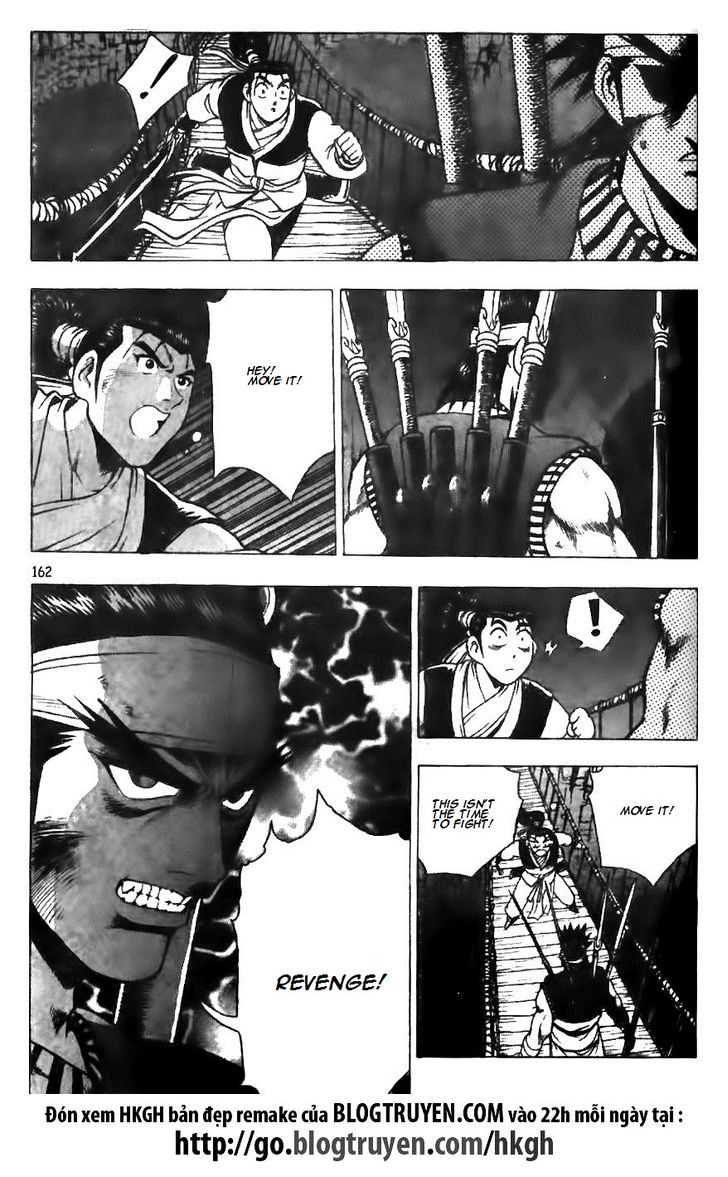 !
HEY!
MOVE IT!
162
!
THIS ISN'T
THE TIME
TO FIGHT!
MOVE IT!
REVENGE!
Đón xem HKGH bản đẹp remake của BLOGTRUYEN.COM vào 22h mỗi ngày tại :
http://go.blogtruyen.com/hkgh